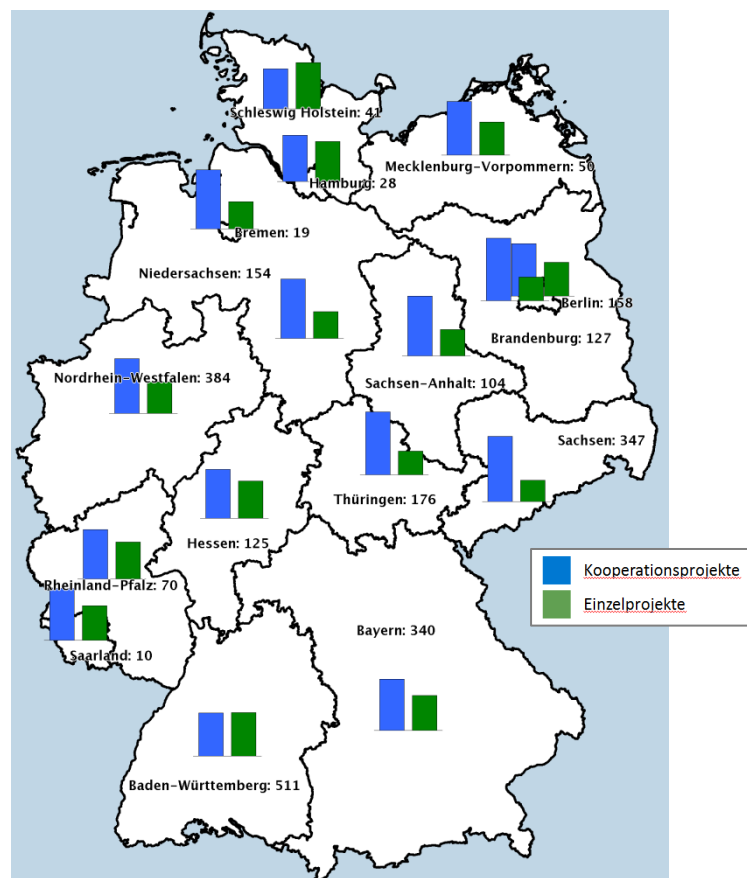 Schleswig Holstein: 41
Mecklenburg-Vorpommern: 50
Hamburg: 28
Bremen: 19
Niedersachsen: 154
Berlin: 158
Brandenburg: 127
Nordrhein-Westfalen: 384
Sachsen-Anhalt: 104
Sachsen: 347
Thüringen: 176
Hessen: 125
Kooperationsprojekte
Rheinland-Pfalz: 70
Einzelprojekte
Bayern: 340
Saarland: 10
Baden-Württemberg: 511